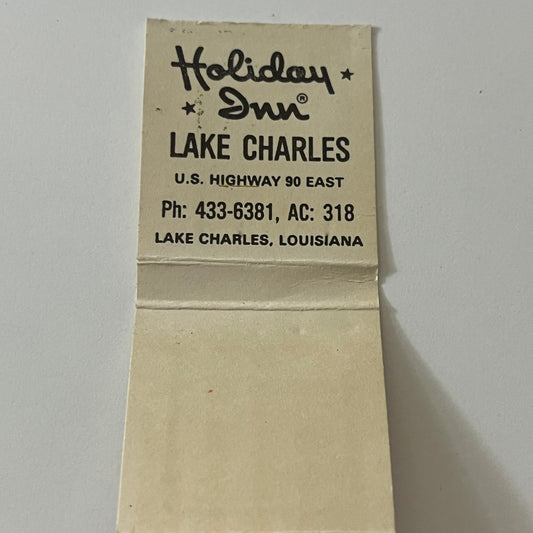 Holiday
Inn®
LAKE CHARLES
U.S. HIGHWAY 90 EAST
Ph: 433-6381, AC: 318
LAKE CHARLES, LOUISIANA